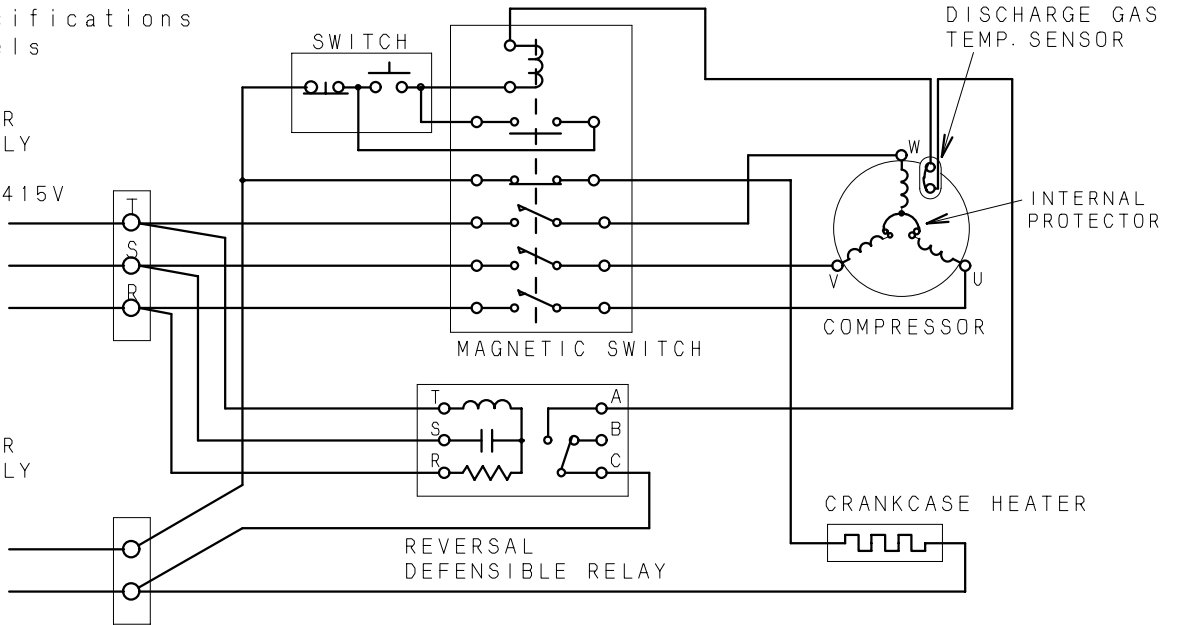 cifications
els
SWITCH
DISCHARGE GAS
TEMP. SENSOR
R
LY
415V
T
S
R
W
V
U
INTERNAL
PROTECTOR
COMPRESSOR
MAGNETIC SWITCH
T
S
R
A
B
C
R
LY
REVERSAL
DEFENSIBLE RELAY
CRANKCASE HEATER